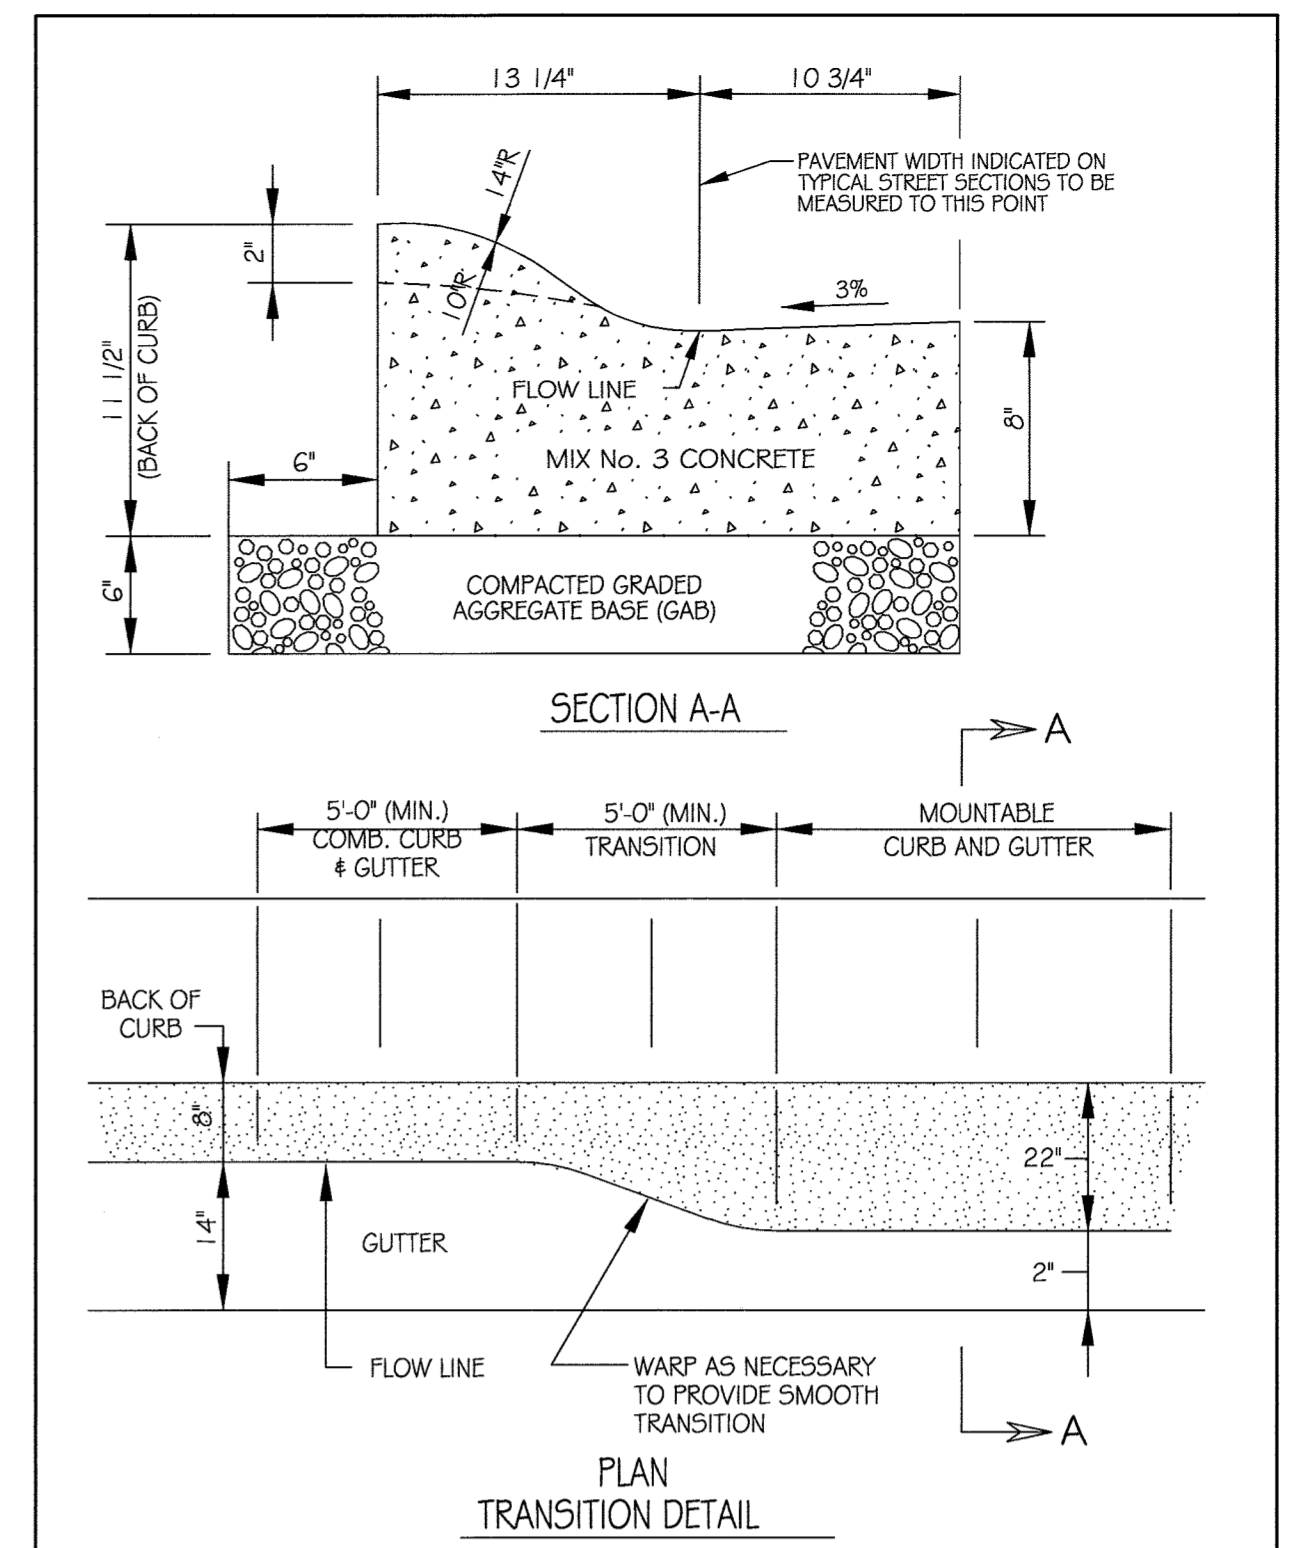 13 1/4"
10 3/4"
PAVEMENT WIDTH INDICATED ON
TYPICAL STREET SECTIONS TO BE
MEASURED TO THIS POINT
14"R
10"R
2"
11 1/2"
(BACK OF CURB)
3%
FLOW LINE
8"
MIX No. 3 CONCRETE
6"
6"
COMPACTED GRADED
AGGREGATE BASE (GAB)
SECTION A-A
A
5'-0" (MIN.)
COMB. CURB
& GUTTER
5'-0" (MIN.)
TRANSITION
MOUNTABLE
CURB AND GUTTER
BACK OF
CURB
8"
22"
14"
GUTTER
2"
FLOW LINE
WARP AS NECESSARY
TO PROVIDE SMOOTH
TRANSITION
A
PLAN
TRANSITION DETAIL